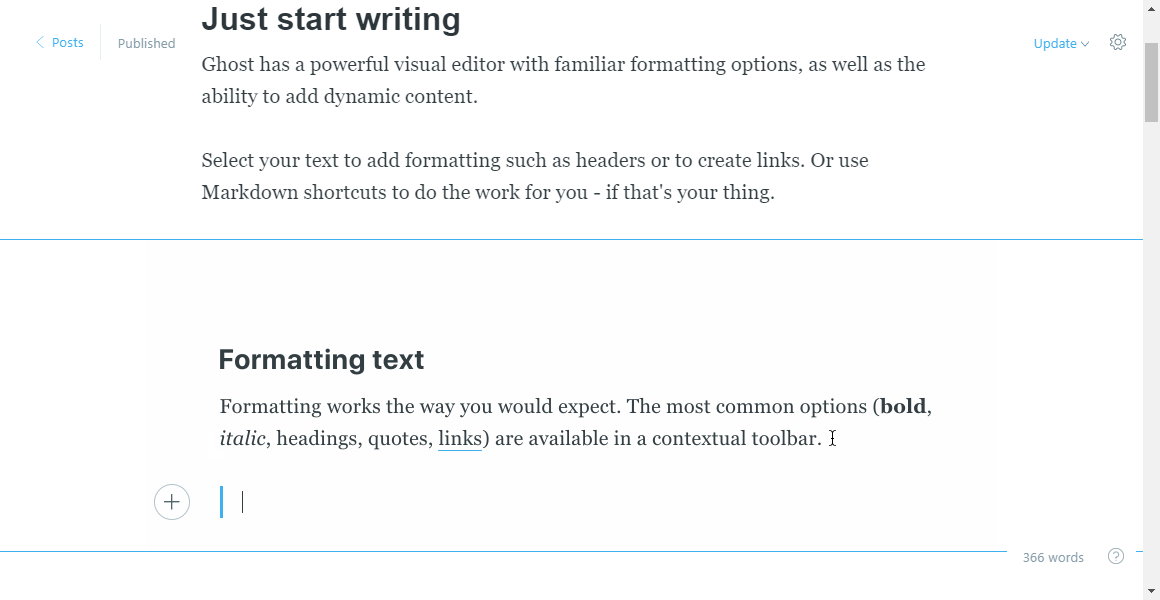 Just start writing
Posts
Published
Update
Ghost has a powerful visual editor with familiar formatting options, as well as the
ability to add dynamic content.
Select your text to add formatting such as headers or to create links. Or use
Markdown shortcuts to do the work for you - if that's your thing.
Formatting text
Formatting works the way you would expect. The most common options (bold,
italic, headings, quotes, links) are available in a contextual toolbar.
366 words